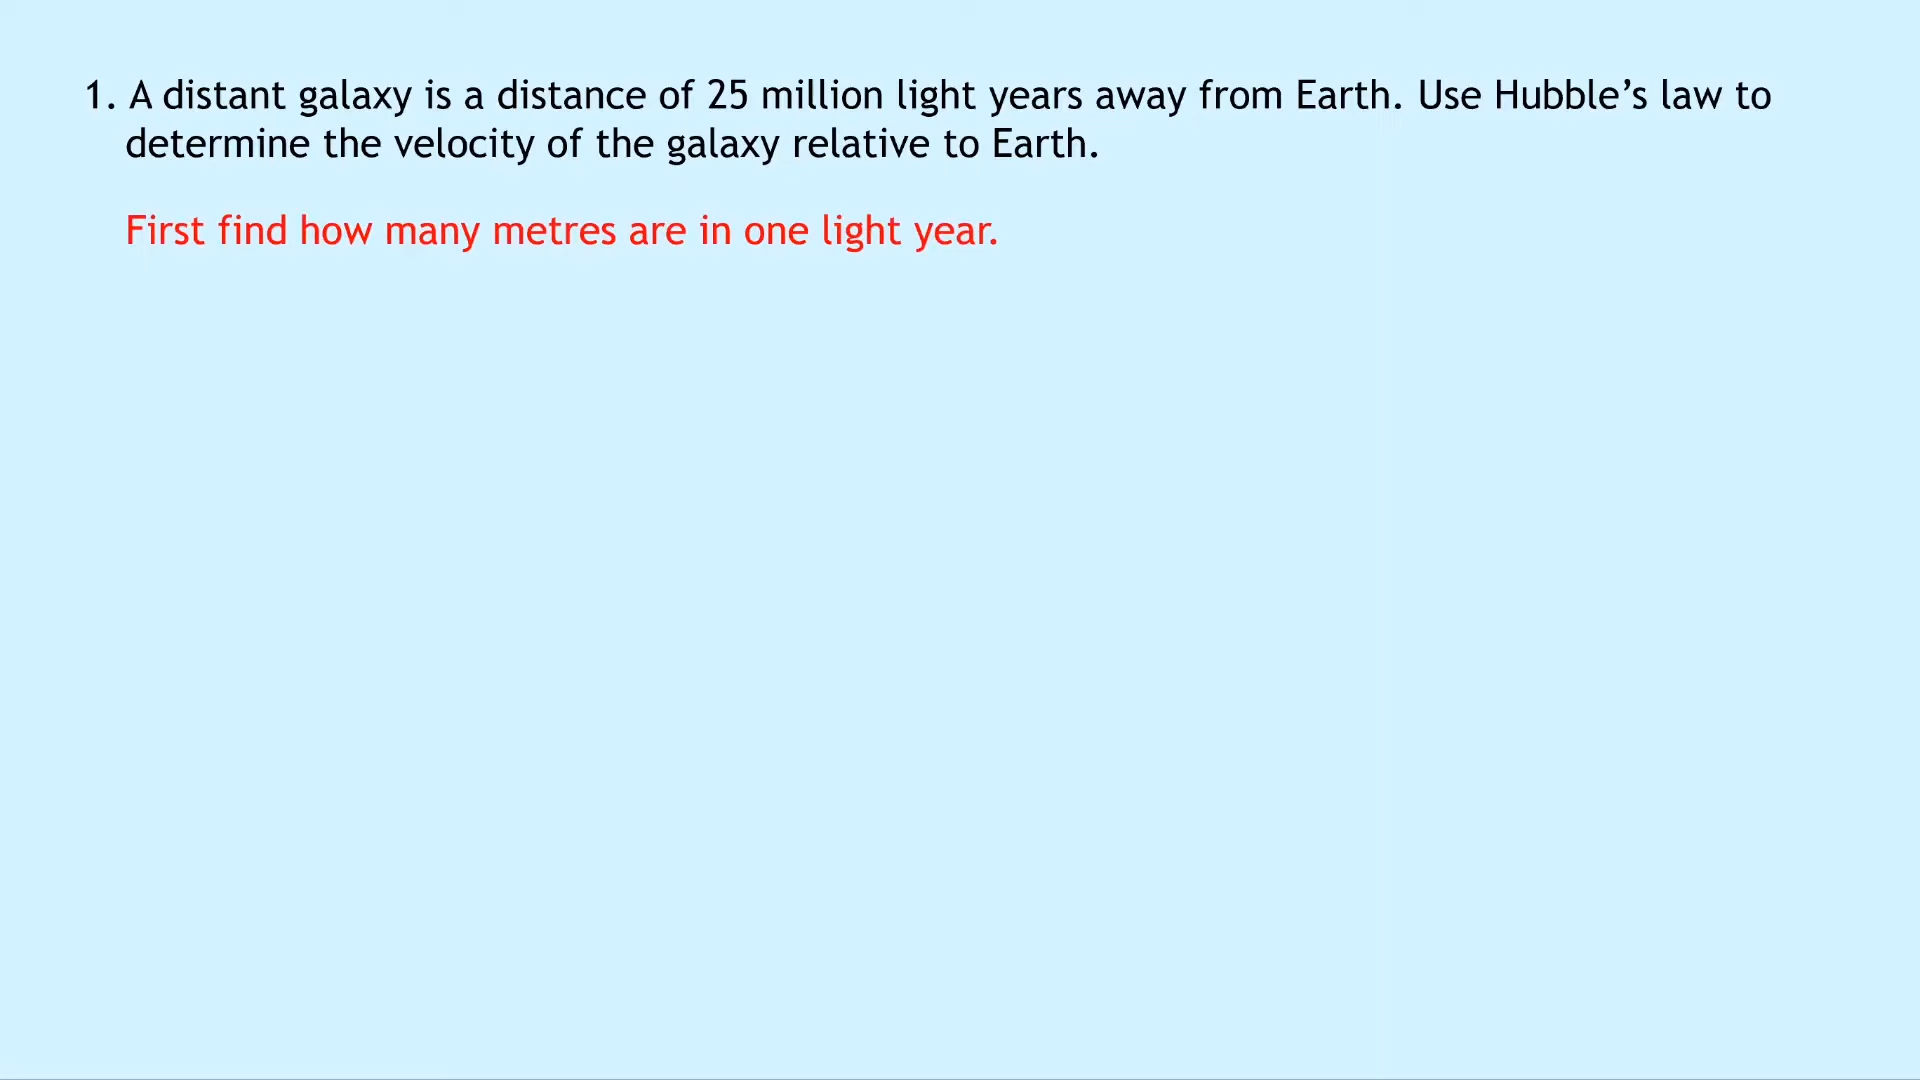 1. A distant galaxy is a distance of 25 million light years away from Earth. Use Hubble’s law to
determine the velocity of the galaxy relative to Earth.
First find how many metres are in one light year.